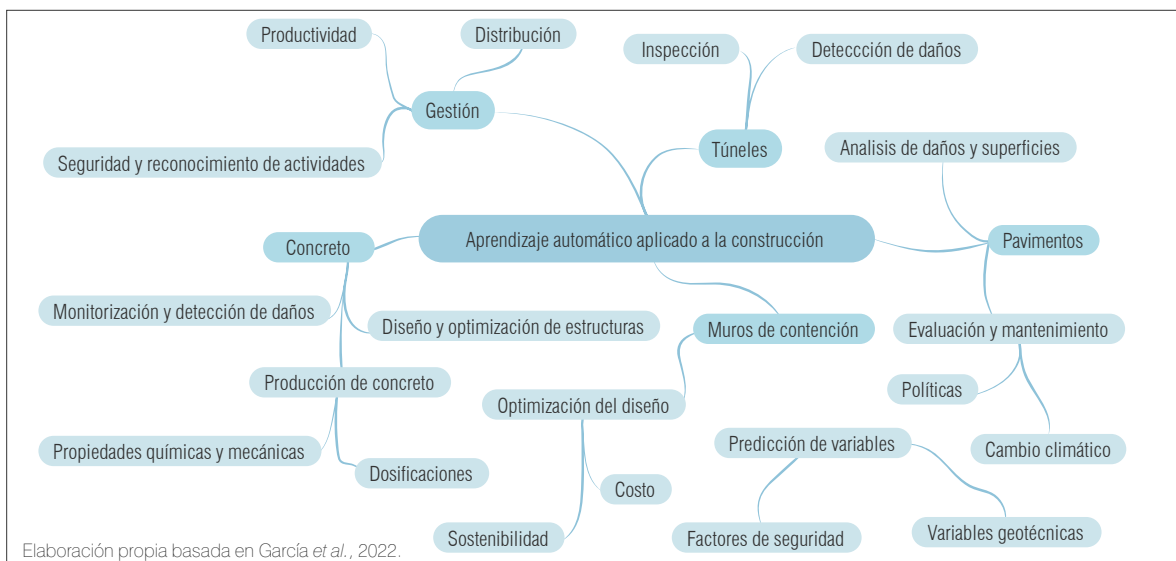 Productividad
Distribución
Inspección
Deteccción de daños
Gestión
Túneles
Seguridad y reconocimiento de actividades
Analisis de daños y superficies
Aprendizaje automático aplicado a la construcción
Concreto
Pavimentos
Monitorización y detección de daños
Diseño y optimización de estructuras
Muros de contención
Evaluación y mantenimiento
Producción de concreto
Políticas
Optimización del diseño
Propiedades químicas y mecánicas
Dosificaciones
Predicción de variables
Cambio climático
Costo
Sostenibilidad
Factores de seguridad
Variables geotécnicas
Elaboración propia basada en García et al., 2022.